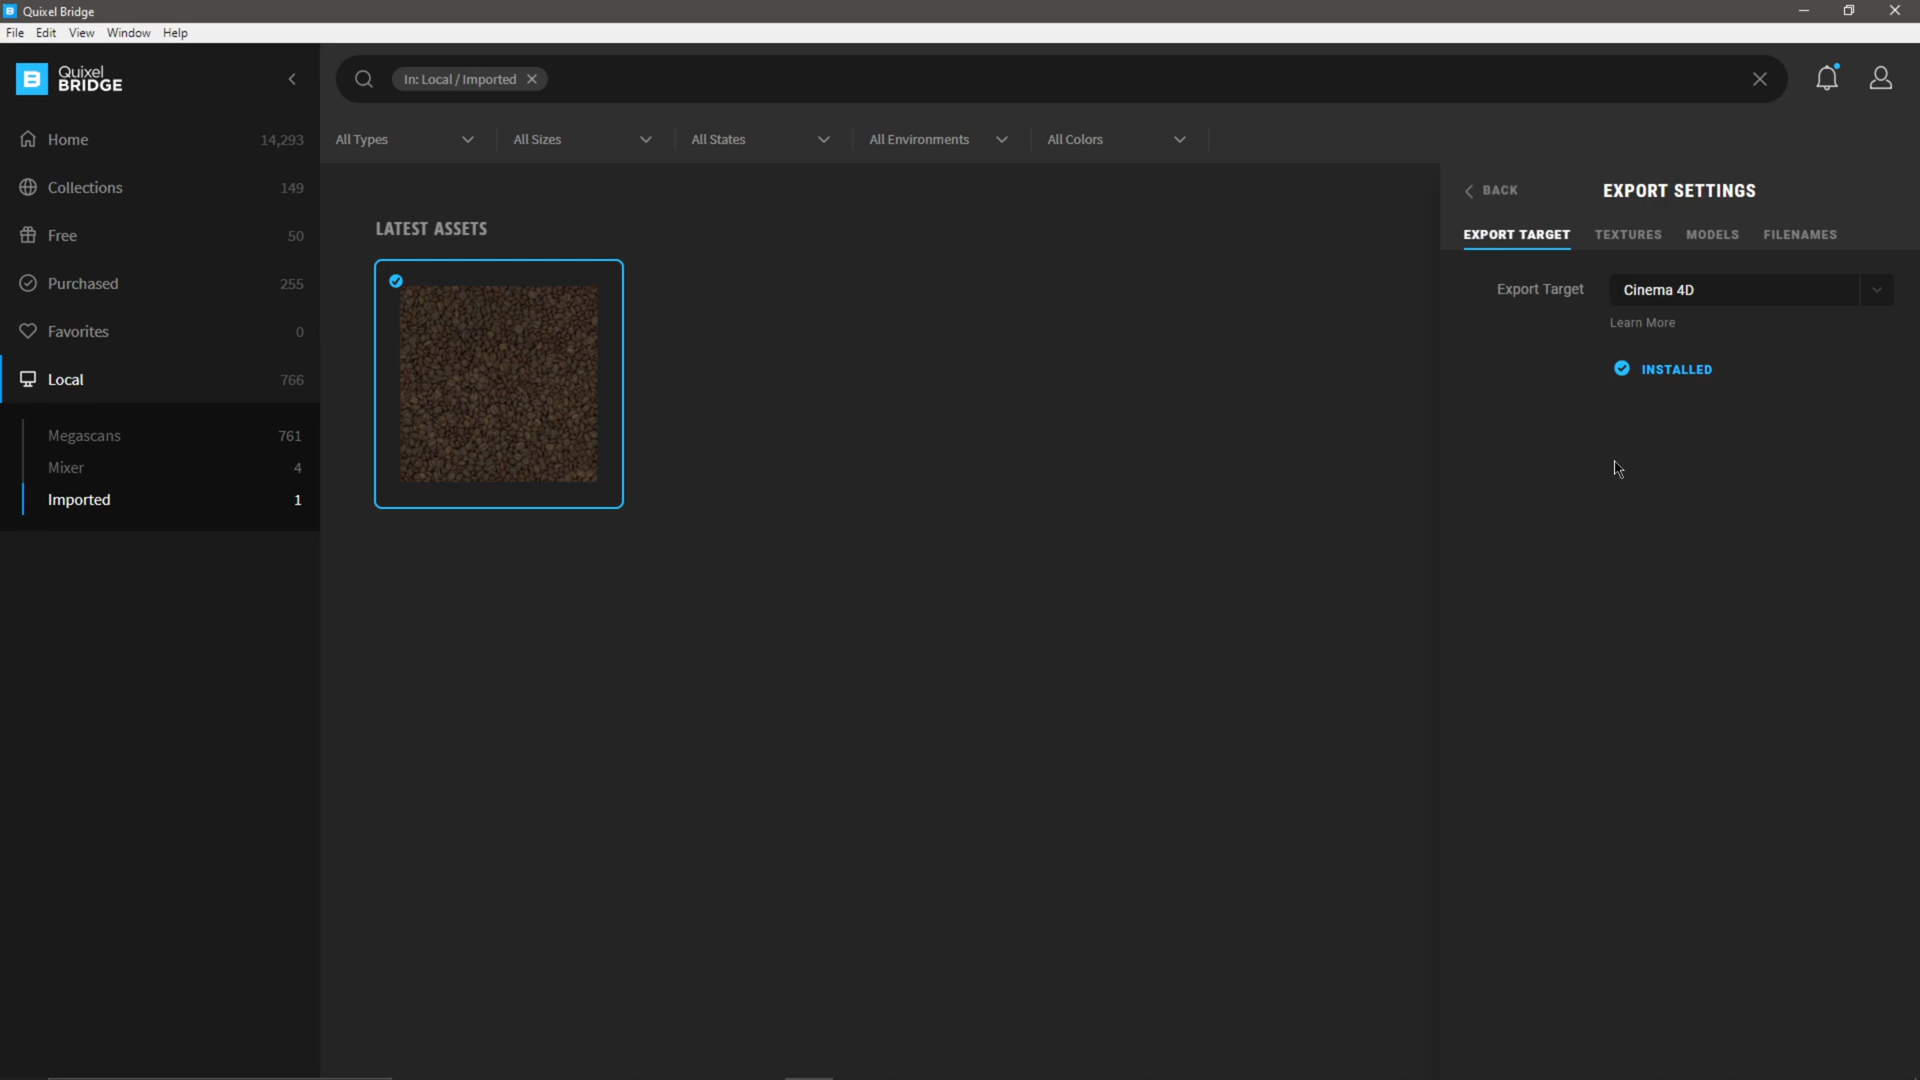 Quixel Bridge
File Edit View Window Help
Quixel
BRIDGE
In: Local / Imported
Home 14,293
Collections 149
Free 50
Purchased 255
Favorites 0
Local 766
Megascans 761
Mixer 4
Imported 1
All Types All Sizes All States All Environments All Colors
LATEST ASSETS
BACK EXPORT SETTINGS
EXPORT TARGET TEXTURES MODELS FILENAMES
Export Target Cinema 4D
Learn More
INSTALLED